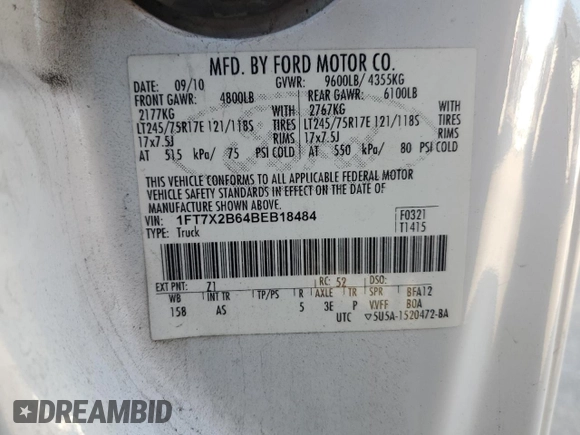 MFD. BY FORD MOTOR CO.
DATE: 09/10 GVWR: 9600LB/ 4355KG
FRONT GAWR: 4800LB REAR GAWR: 6100LB
2177KG WITH 2767KG WITH
LT245/75R17E 121/118S TIRES LT245/75R17E 121/118S TIRES
17x7.5J RIMS 17x7.5J RIMS
AT 515 kPa/ 75 PSI COLD AT 550 kPa/ 80 PSI COLD
THIS VEHICLE CONFORMS TO ALL APPLICABLE FEDERAL MOTOR
VEHICLE SAFETY STANDARDS IN EFFECT ON THE DATE OF
MANUFACTURE SHOWN ABOVE.
VIN: 1FT7X2B64BEB18484 F0321
TYPE: Truck T1415
EXT PNT: Z1 RC: 52 DSO:
WB INT TR TP/PS R AXLE TR SPR BFA12
158 AS 5 3E P VVFF BOA
UTC ▽5U5A-1520472-BA
DREAMBID